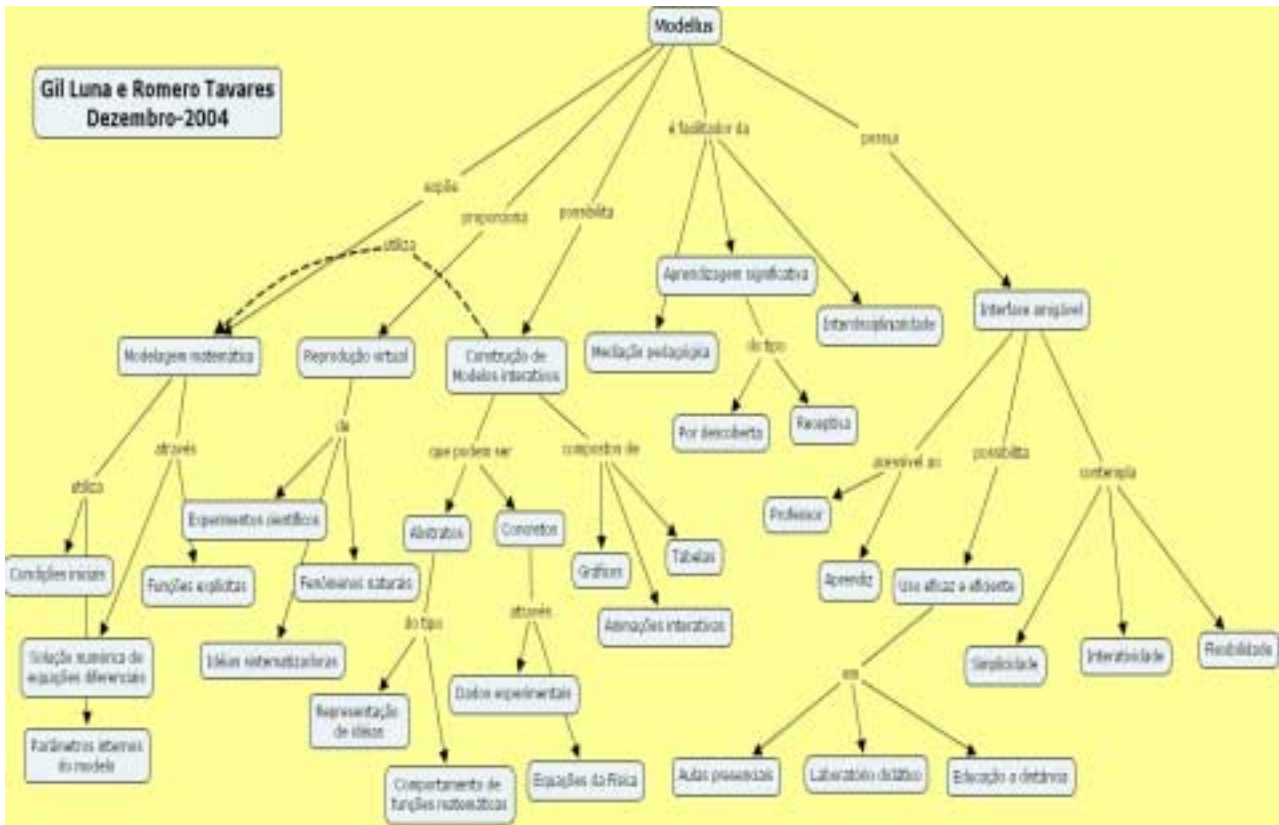 Modellus
Gil Luna e Romero Tavares
Dezembro-2004
é facilitador da
possui
expõe
proporciona
possibilita
utiliza
Aprendizagem significativa
Interdisciplinaridade
Interface amigável
Modelagem matemática
Reprodução virtual
Construção de
Modelos interativos
Mediação pedagógica
do tipo
Por descoberta
Receptiva
através
de
que podem ser
compostos de
acessível ao
possibilita
contempla
utiliza
Experimentos científicos
Abstratos
Concretos
Professor
Condições iniciais
Funções explícitas
Fenômenos naturais
Gráficos
Tabelas
Aprendiz
Uso eficaz e eficiente
do tipo
através
Animações interativas
Solução numérica de
equações diferenciais
Idéias sistematizadoras
Simplicidade
Interatividade
Flexibilidade
em
Dados experimentais
Representação
de idéias
Parâmetros internos
do modelo
Comportamento de
funções matemáticas
Equações da Física
Aulas presenciais
Laboratório didático
Educação a distância